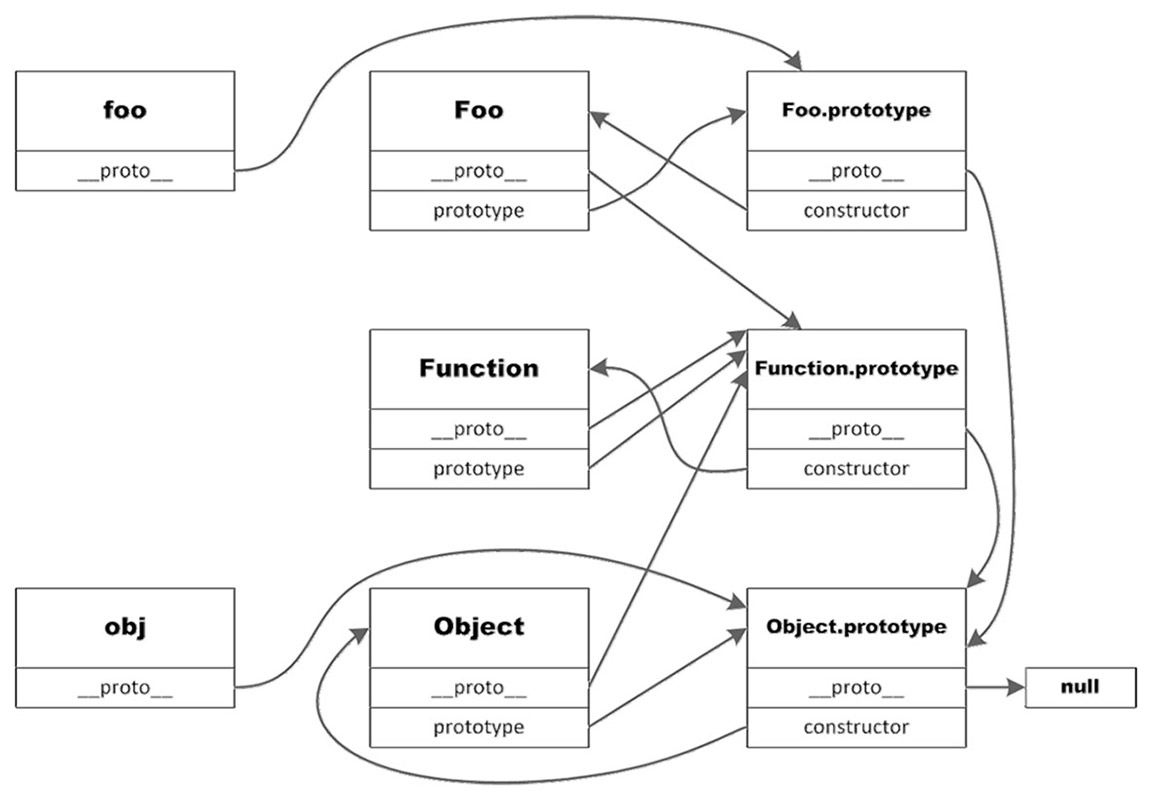 foo
__proto__
Foo
__proto__
prototype
Foo.prototype
__proto__
constructor
Function
__proto__
prototype
Function.prototype
__proto__
constructor
obj
__proto__
Object
__proto__
prototype
Object.prototype
__proto__
constructor
null